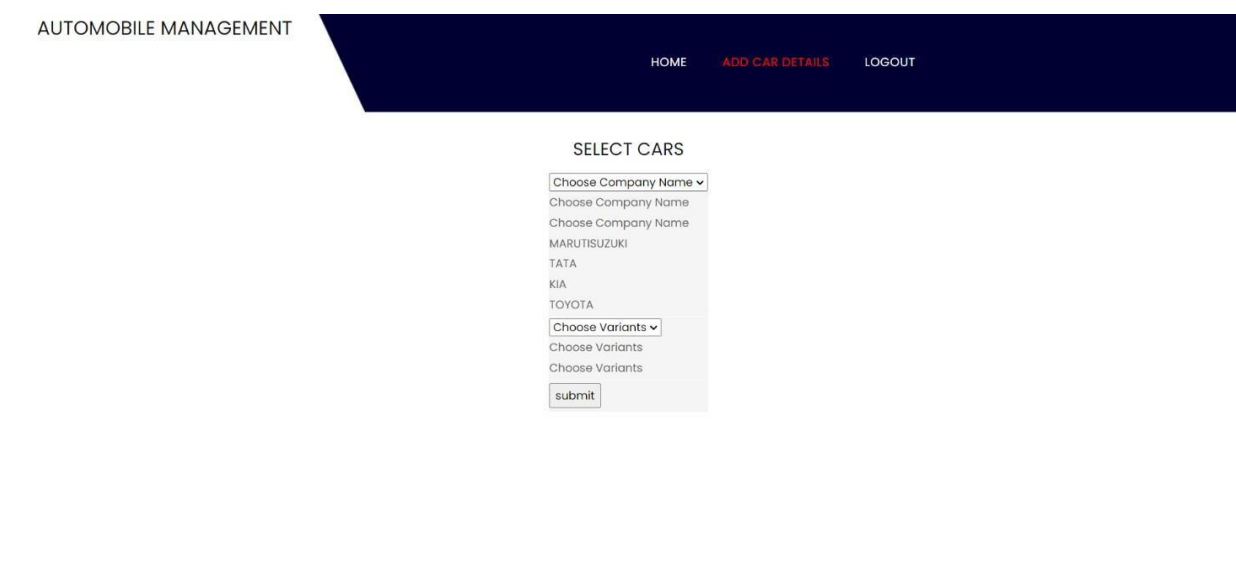 AUTOMOBILE MANAGEMENT
HOME ADD CAR DETAILS LOGOUT
SELECT CARS
Choose Company Name
Choose Company Name
Choose Company Name
MARUTISUZUKI
TATA
KIA
TOYOTA
Choose Variants
Choose Variants
Choose Variants
submit